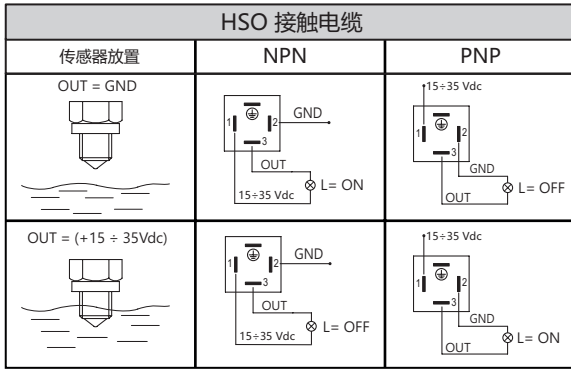 HSO 接触电缆
传感器放置
NPN
PNP
OUT = GND
1
2
3
GND
OUT
15÷35 Vdc
L= ON
15÷35 Vdc
1
2
3
GND
OUT
L= OFF
OUT = (+15 ÷ 35Vdc)
1
2
3
GND
OUT
15÷35 Vdc
L= OFF
15÷35 Vdc
1
2
3
GND
OUT
L= ON